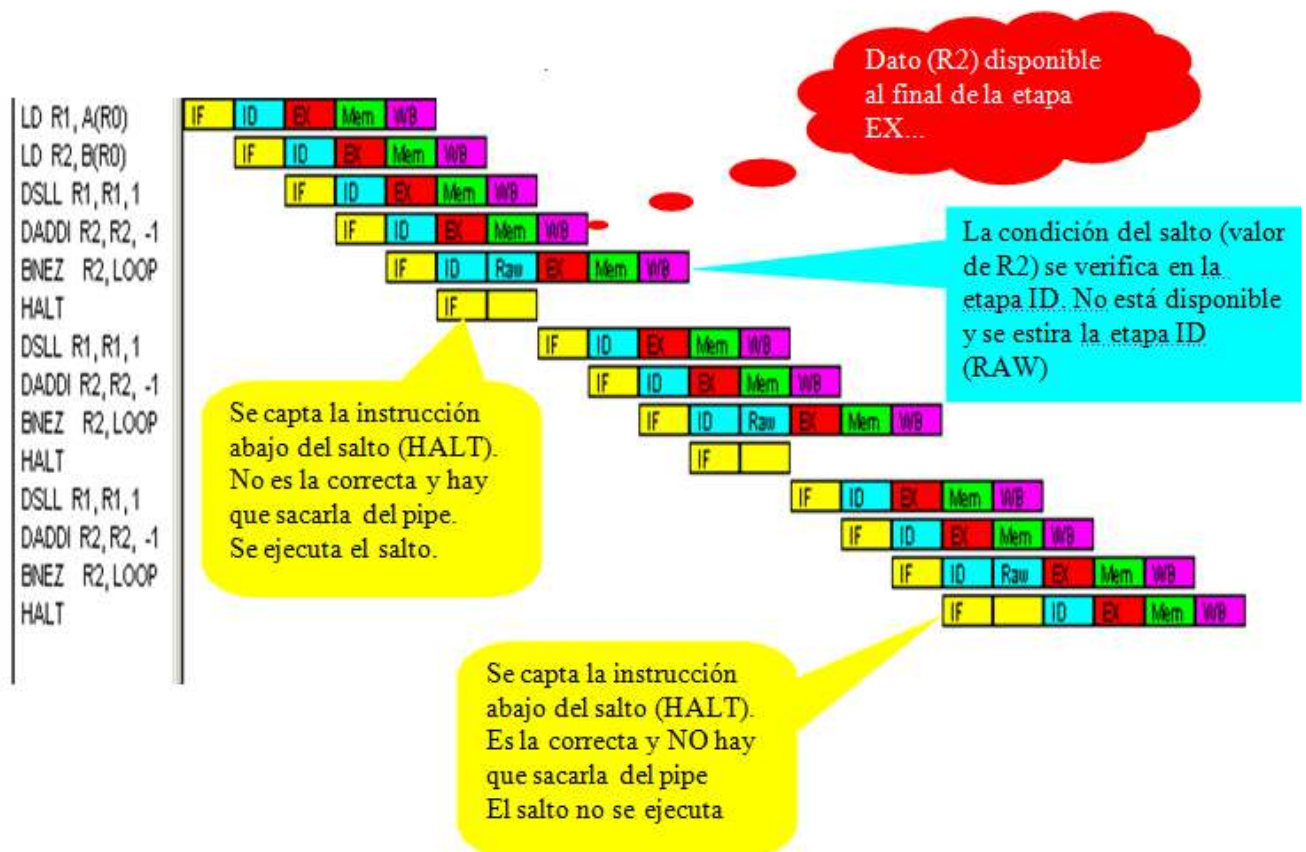 Dato (R2) disponible
al final de la etapa
EX...
LD R1, A(R0)
IF ID EX Mem WB
LD R2, B(R0)
IF ID EX Mem WB
DSLL R1, R1, 1
IF ID EX Mem WB
DADDI R2, R2, -1
IF ID EX Mem WB
BNEZ R2, LOOP
IF ID Raw EX Mem WB
HALT
IF
DSLL R1, R1, 1
IF ID EX Mem WB
DADDI R2, R2, -1
IF ID EX Mem WB
BNEZ R2, LOOP
IF ID Raw EX Mem WB
HALT
IF
DSLL R1, R1, 1
IF ID EX Mem WB
DADDI R2, R2, -1
IF ID EX Mem WB
BNEZ R2, LOOP
IF ID Raw EX Mem WB
HALT
IF ID EX Mem WB
La condición del salto (valor
de R2) se verifica en la
etapa ID. No está disponible
y se estira la etapa ID
(RAW)
Se capta la instrucción
abajo del salto (HALT).
No es la correcta y hay
que sacarla del pipe.
Se ejecuta el salto.
Se capta la instrucción
abajo del salto (HALT).
Es la correcta y NO hay
que sacarla del pipe
El salto no se ejecuta